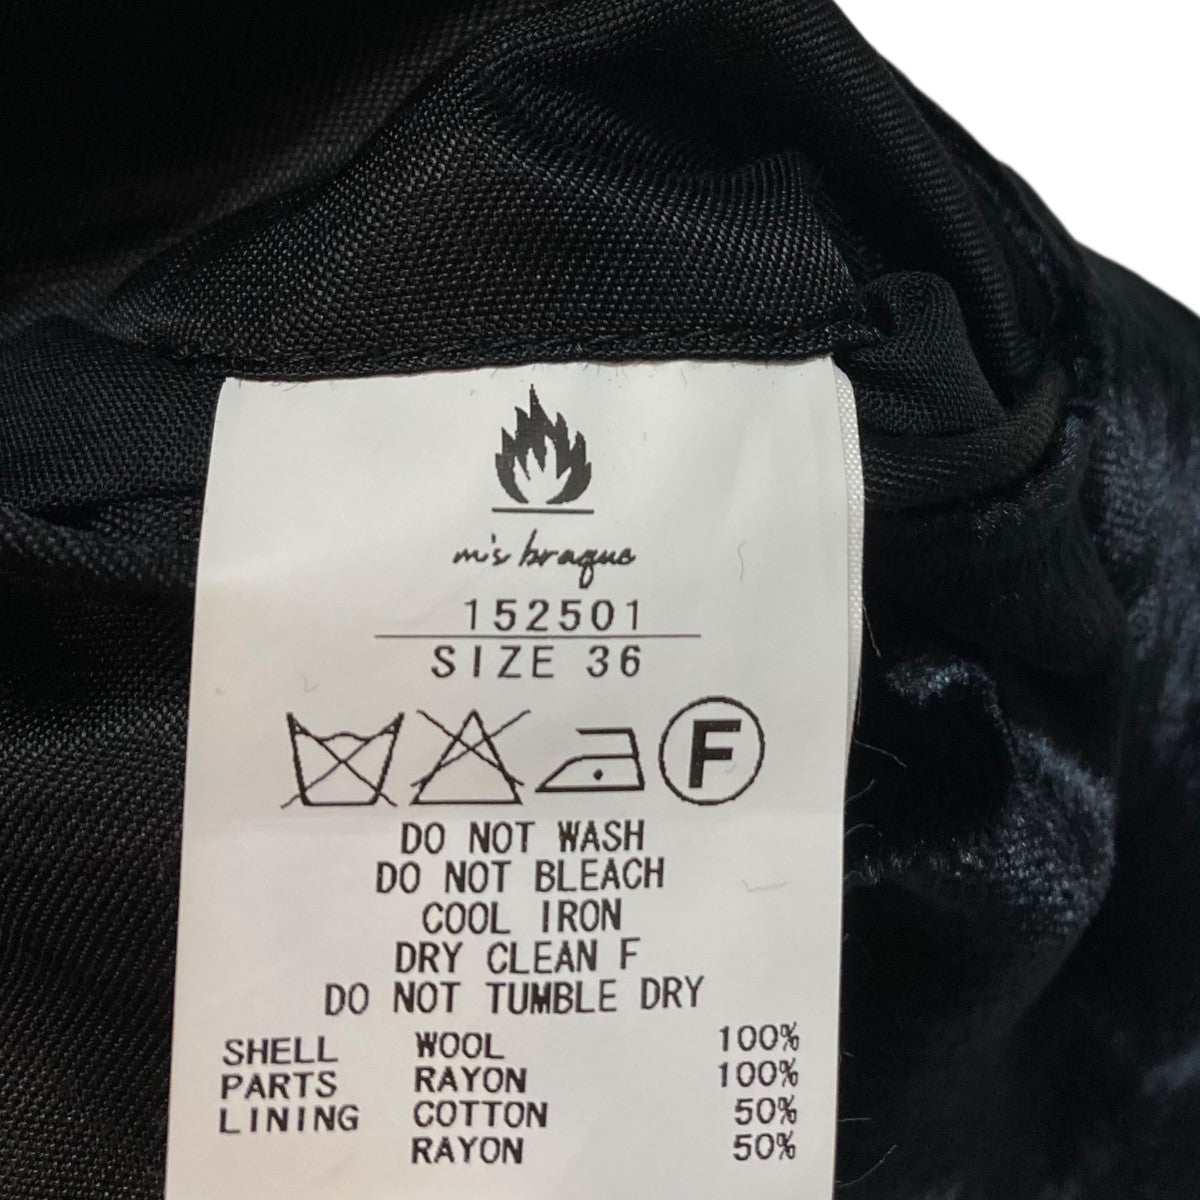 m's braque
152501
SIZE 36
F
DO NOT WASH
DO NOT BLEACH
COOL IRON
DRY CLEAN F
DO NOT TUMBLE DRY
SHELL WOOL 100%
PARTS RAYON 100%
LINING COTTON 50%
RAYON 50%